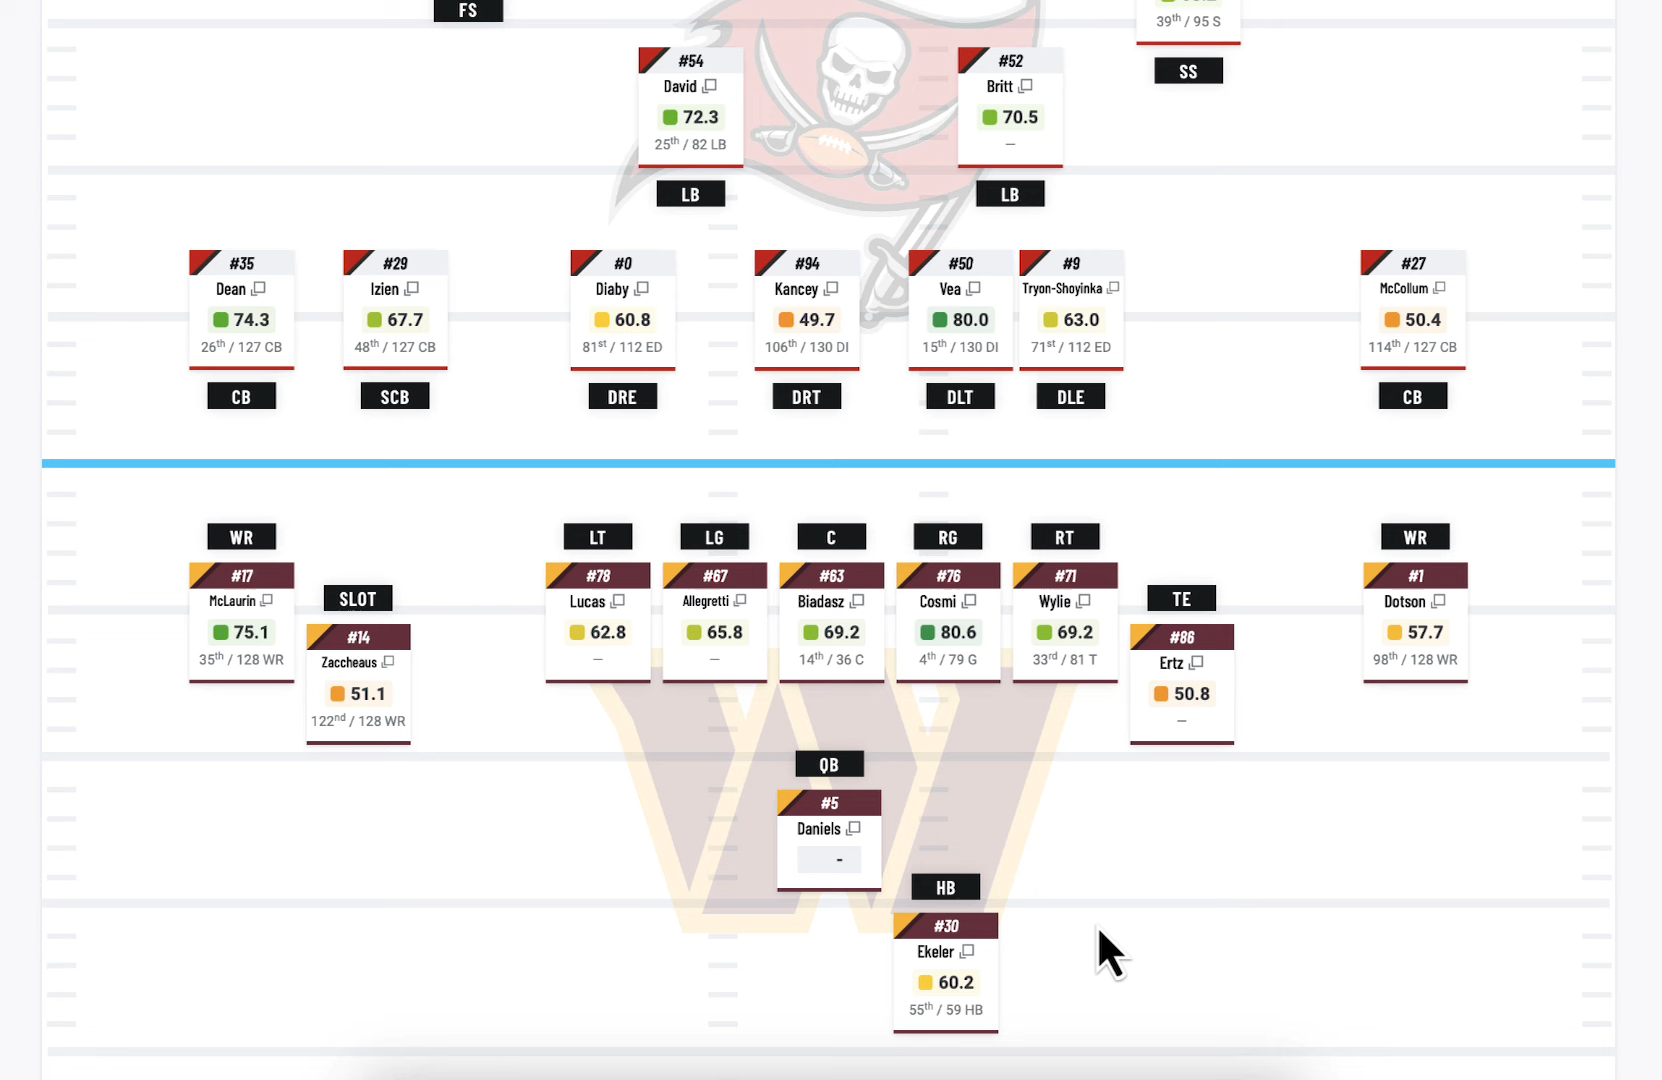 FS
39th / 95 S
SS
#54
David
72.3
25th / 82 LB
LB
#52
Britt
70.5
–
LB
#35
Dean
74.3
26th / 127 CB
CB
#29
Izien
67.7
48th / 127 CB
SCB
#0
Diaby
60.8
81st / 112 ED
DRE
#94
Kancey
49.7
106th / 130 DI
DRT
#50
Vea
80.0
15th / 130 DI
DLT
#9
Tryon-Shoyinka
63.0
71st / 112 ED
DLE
#27
McCollum
50.4
114th / 127 CB
CB
WR
#17
McLaurin
75.1
35th / 128 WR
SLOT
#14
Zaccheaus
51.1
122nd / 128 WR
LT
#78
Lucas
62.8
–
LG
#67
Allegretti
65.8
–
C
#63
Biadasz
69.2
14th / 36 C
RG
#76
Cosmi
80.6
4th / 79 G
RT
#71
Wylie
69.2
33rd / 81 T
TE
#86
Ertz
50.8
–
WR
#1
Dotson
57.7
98th / 128 WR
QB
#5
Daniels
-
HB
#30
Ekeler
60.2
55th / 59 HB